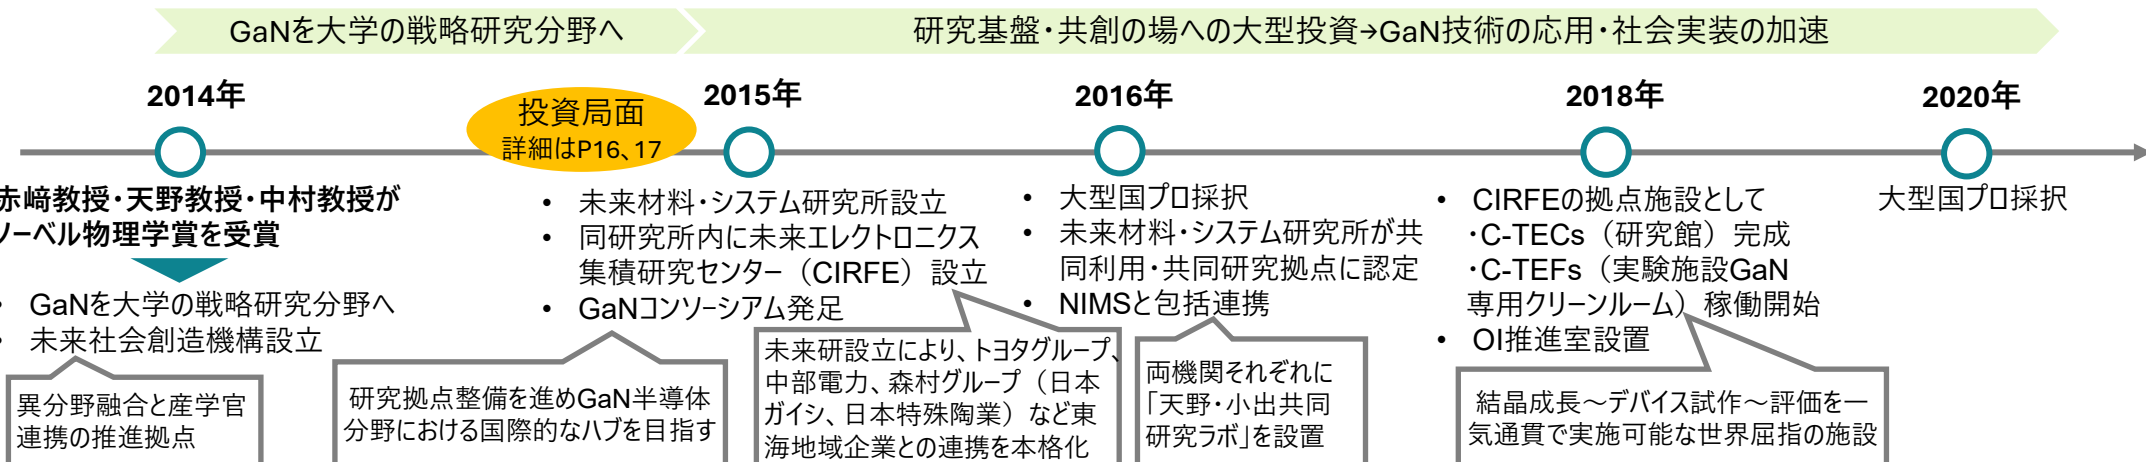 GaNを大学の戦略研究分野へ
研究基盤・共創の場への大型投資→GaN技術の応用・社会実装の加速
2014年
赤﨑教授・天野教授・中村教授が
ノーベル物理学賞を受賞
• GaNを大学の戦略研究分野へ
• 未来社会創造機構設立
異分野融合と産学官
連携の推進拠点
投資局面
詳細はP16、17
2015年
• 未来材料・システム研究所設立
• 同研究所内に未来エレクトロニクス
集積研究センター（CIRFE）設立
• GaNコンソーシアム発足
研究拠点整備を進めGaN半導体
分野における国際的なハブを目指す
未来研設立により、トヨタグループ、
中部電力、森村グループ（日本
ガイシ、日本特殊陶業）など東
海地域企業との連携を本格化
2016年
• 大型国プロ採択
• 未来材料・システム研究所が共
同利用・共同研究拠点に認定
• NIMSと包括連携
両機関それぞれに
「天野・小出共同
研究ラボ」を設置
2018年
• CIRFEの拠点施設として
・C-TECs（研究館）完成
・C-TEFs（実験施設GaN
専用クリーンルーム）稼働開始
• OI推進室設置
結晶成長～デバイス試作～評価を一
気通貫で実施可能な世界屈指の施設
2020年
大型国プロ採択